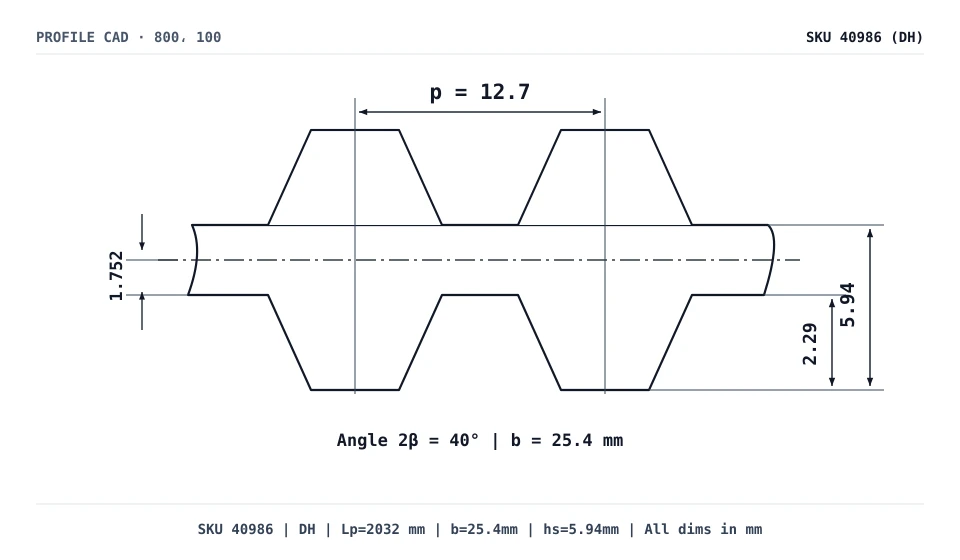 PROFILE CAD · 800, 100
SKU 40986 (DH)
p = 12.7
1.752
5.94
2.29
Angle 2β = 40° | b = 25.4 mm
SKU 40986 | DH | Lp=2032 mm | b=25.4mm | hs=5.94mm | All dims in mm